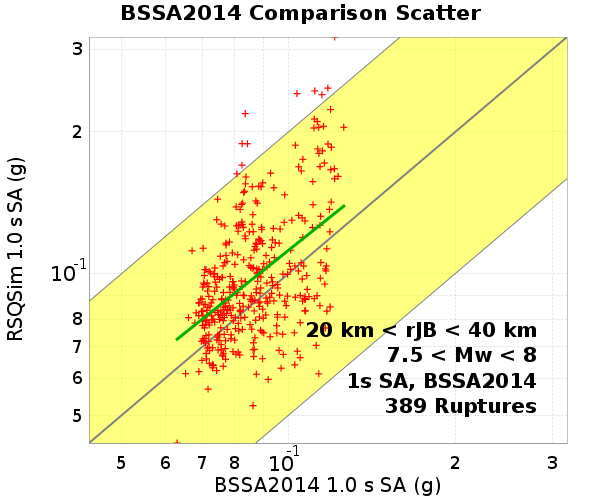 BSSA2014 Comparison Scatter
RSQSim 1.0 s SA (g)
3
2
10⁻¹
8
7
6
5
20 km < rJB < 40 km
7.5 < Mw < 8
1s SA, BSSA2014
389 Ruptures
5 6 7 8 10⁻¹ 2 3
BSSA2014 1.0 s SA (g)